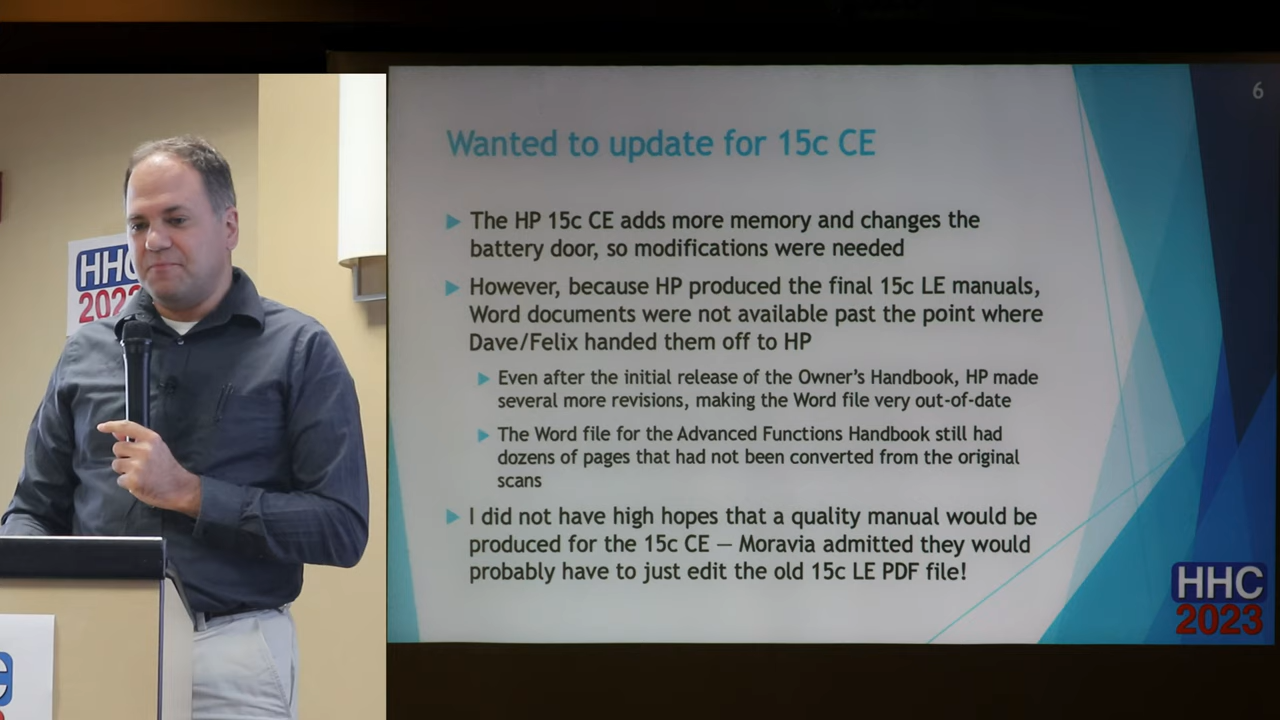 6
Wanted to update for 15c CE
The HP 15c CE adds more memory and changes the
battery door, so modifications were needed
However, because HP produced the final 15c LE manuals,
Word documents were not available past the point where
Dave/Felix handed them off to HP
Even after the initial release of the Owner's Handbook, HP made
several more revisions, making the Word file very out-of-date
The Word file for the Advanced Functions Handbook still had
dozens of pages that had not been converted from the original
scans
I did not have high hopes that a quality manual would be
produced for the 15c CE — Moravia admitted they would
probably have to just edit the old 15c LE PDF file!
HHC
2023
HHC
202
C